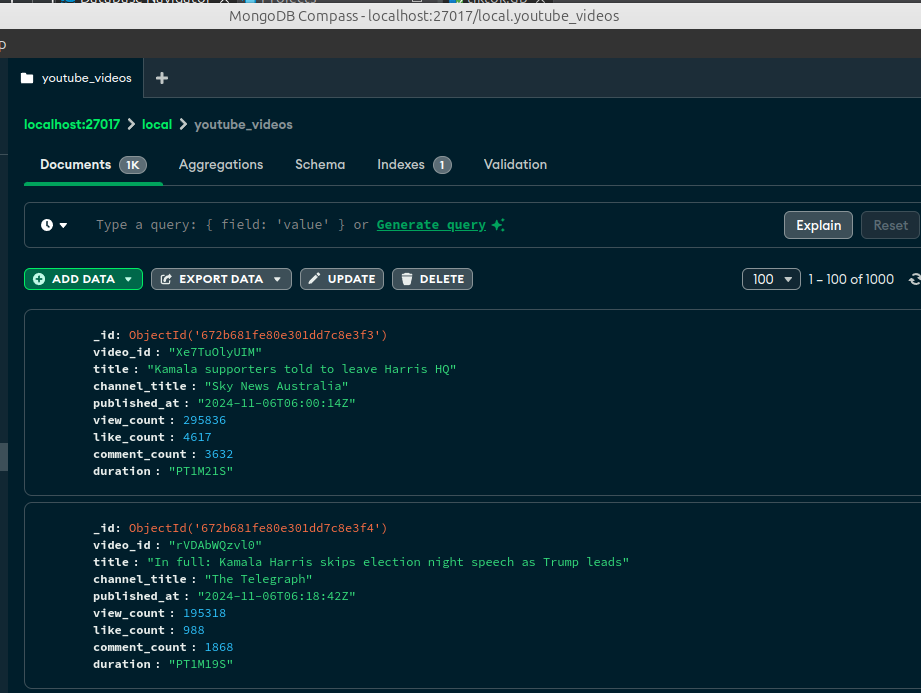 MongoDB Compass - localhost:27017/local.youtube_videos
p
youtube_videos
localhost:27017 local youtube_videos
Documents 1K Aggregations Schema Indexes 1 Validation
Type a query: { field: 'value' } or Generate query
Explain Reset
ADD DATA EXPORT DATA UPDATE DELETE 100 1 – 100 of 1000
_id: ObjectId('672b681fe80e301dd7c8e3f3')
video_id : "Xe7TuOlyUIM"
title : "Kamala supporters told to leave Harris HQ"
channel_title : "Sky News Australia"
published_at : "2024-11-06T06:00:14Z"
view_count : 295836
like_count : 4617
comment_count : 3632
duration : "PT1M21S"
_id: ObjectId('672b681fe80e301dd7c8e3f4')
video_id : "rVDAbWQzvl0"
title : "In full: Kamala Harris skips election night speech as Trump leads"
channel_title : "The Telegraph"
published_at : "2024-11-06T06:18:42Z"
view_count : 195318
like_count : 988
comment_count : 1868
duration : "PT1M19S"